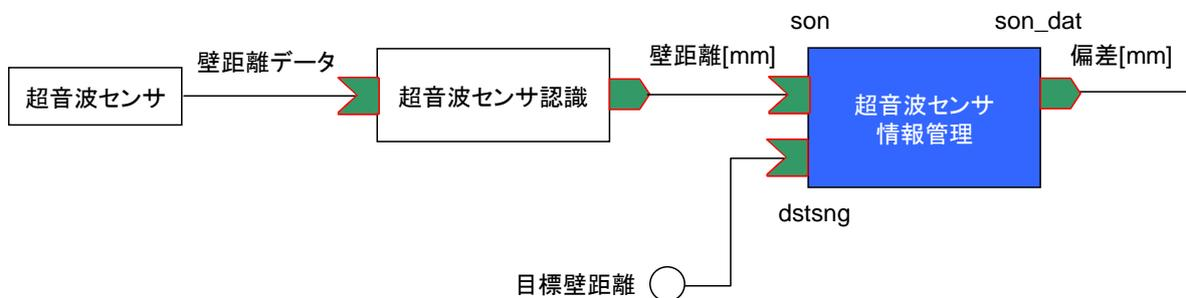 son
son_dat
壁距離データ
壁距離[mm]
偏差[mm]
超音波センサ
超音波センサ認識
超音波センサ
情報管理
dstsng
目標壁距離